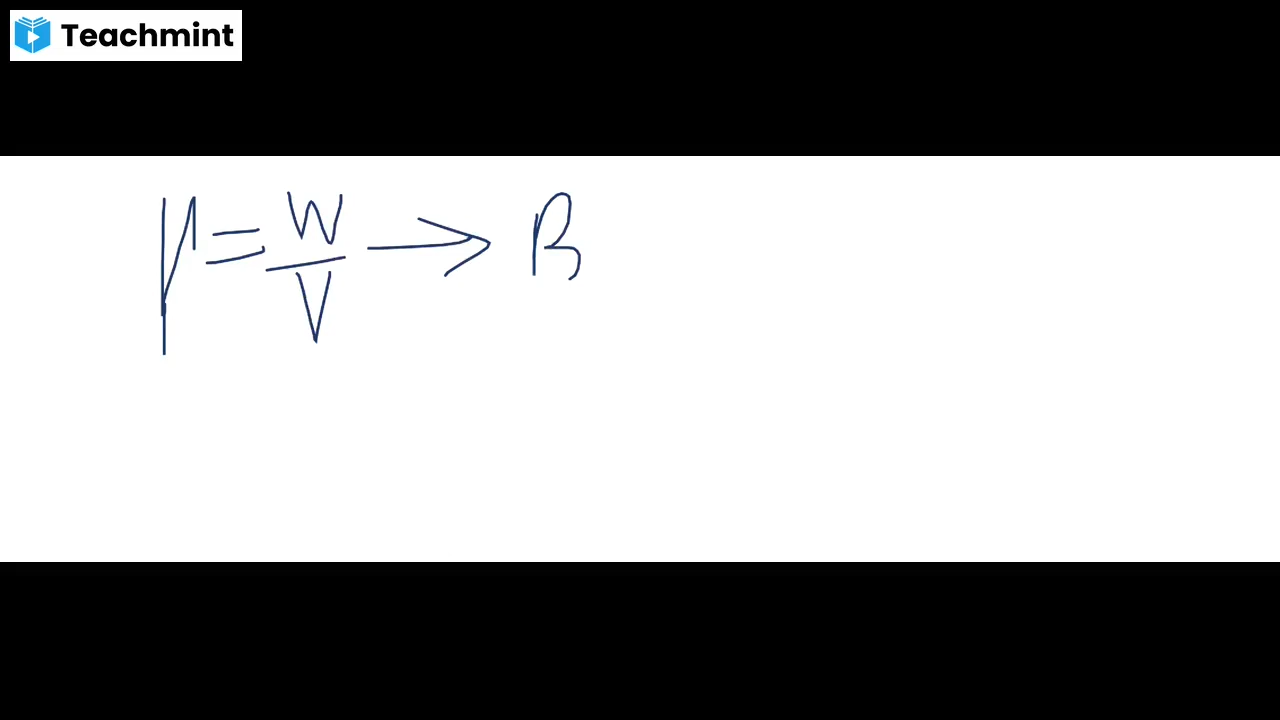 Teachmint
μ = W/V → B